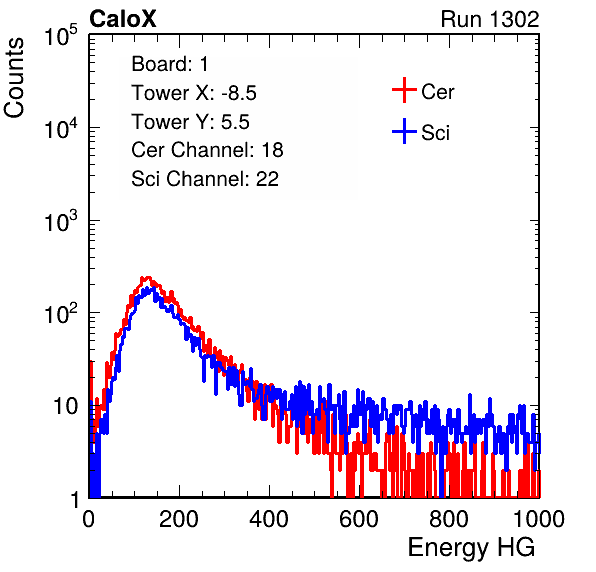 CaloX Run 1302
Counts
10^5
10^4
10^3
10^2
10
1
Board: 1
Tower X: -8.5
Tower Y: 5.5
Cer Channel: 18
Sci Channel: 22
Cer
Sci
0 200 400 600 800 1000
Energy HG